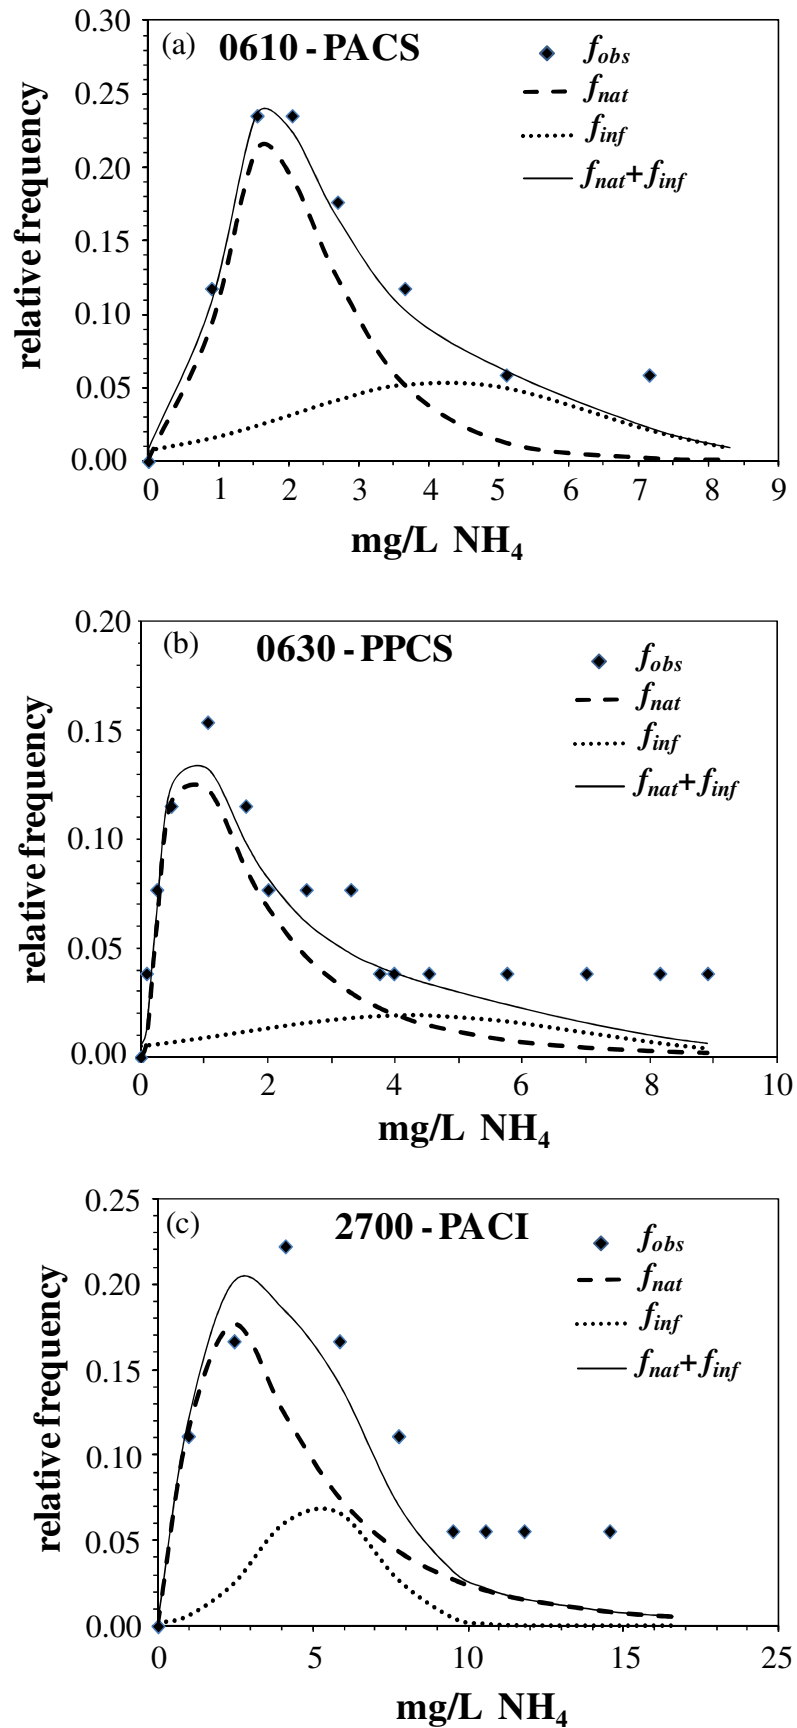 (a) 0610 - PACS
f_obs
f_nat
f_inf
f_nat+f_inf
0.30
0.25
0.20
0.15
0.10
0.05
0.00
relative frequency
0 1 2 3 4 5 6 7 8 9
mg/L NH4
(b) 0630 - PPCS
f_obs
f_nat
f_inf
f_nat+f_inf
0.20
0.15
0.10
0.05
0.00
relative frequency
0 2 4 6 8 10
mg/L NH4
(c) 2700 - PACI
f_obs
f_nat
f_inf
f_nat+f_inf
0.25
0.20
0.15
0.10
0.05
0.00
relative frequency
0 5 10 15 25
mg/L NH4